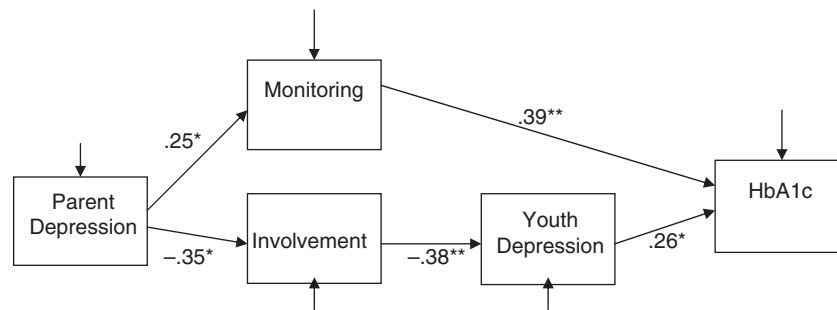 Monitoring
.39**
.25*
HbA1c
Parent
Depression
Youth
Depression
Involvement
–.35*
–.38**
.26*